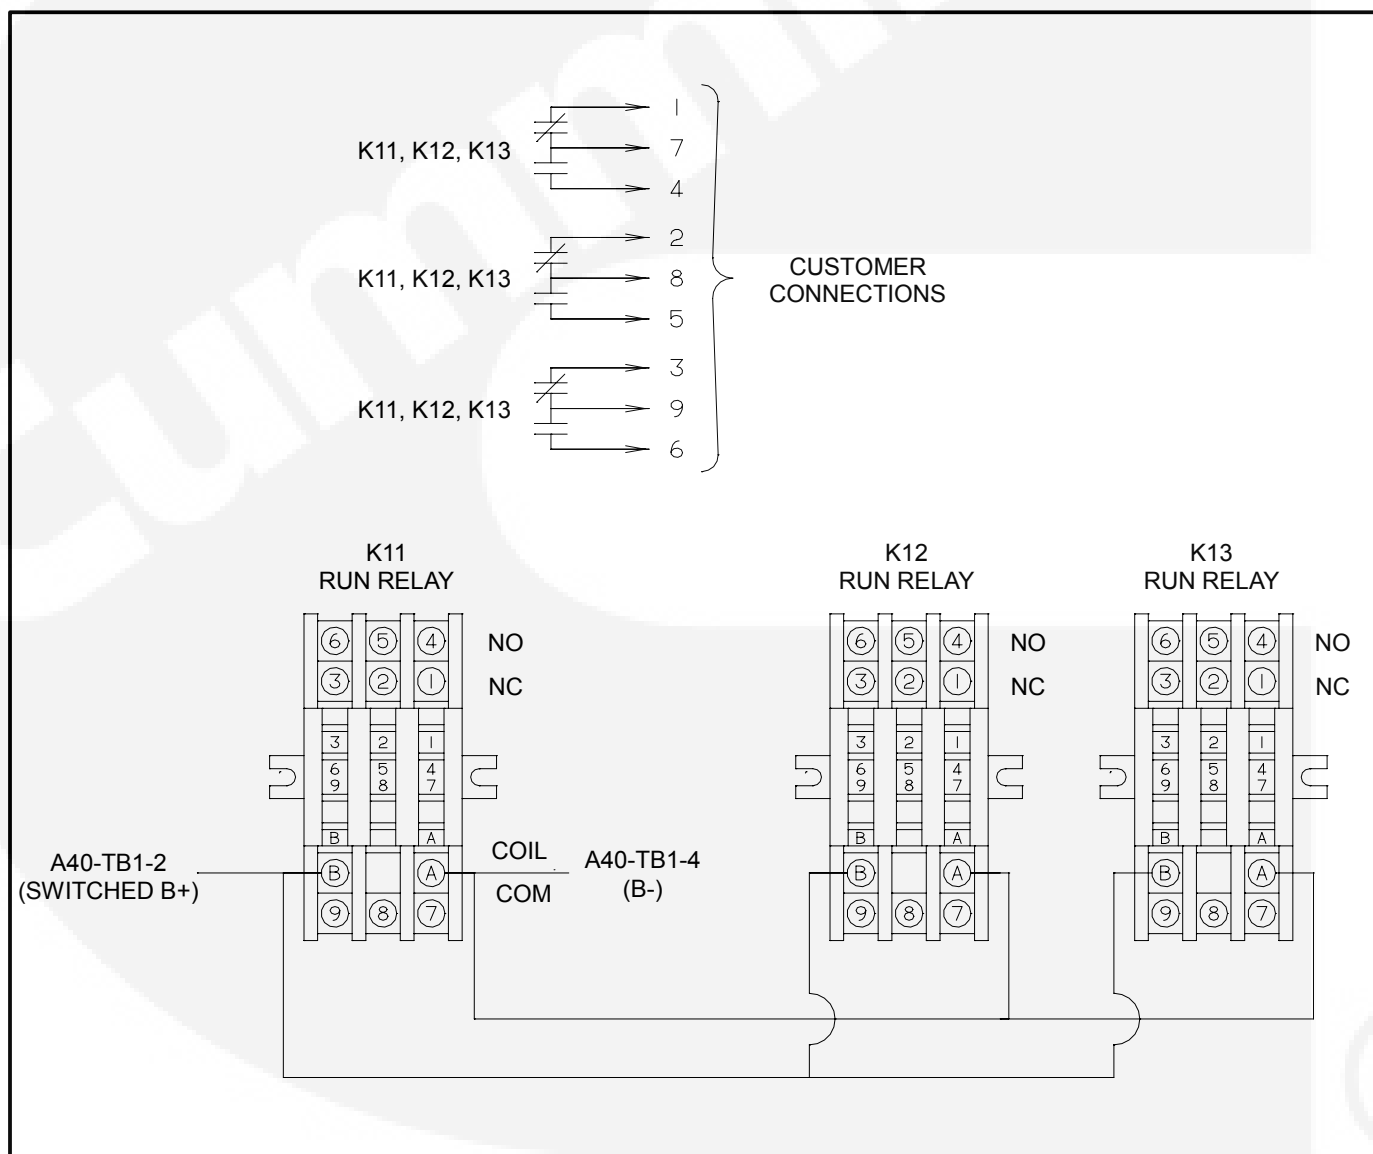 Cummi
1
K11, K12, K13
7
4
2
K11, K12, K13
8
5
3
K11, K12, K13
9
6
CUSTOMER
CONNECTIONS
K11
RUN RELAY
6 5 4 NO
3 2 1 NC
3 2 1
6 5 4
9 8 7
B A
B A
9 8 7
A40-TB1-2
(SWITCHED B+)
COIL
COM
A40-TB1-4
(B-)
K12
RUN RELAY
6 5 4 NO
3 2 1 NC
3 2 1
6 5 4
9 8 7
B A
B A
9 8 7
K13
RUN RELAY
6 5 4 NO
3 2 1 NC
3 2 1
6 5 4
9 8 7
B A
B A
9 8 7